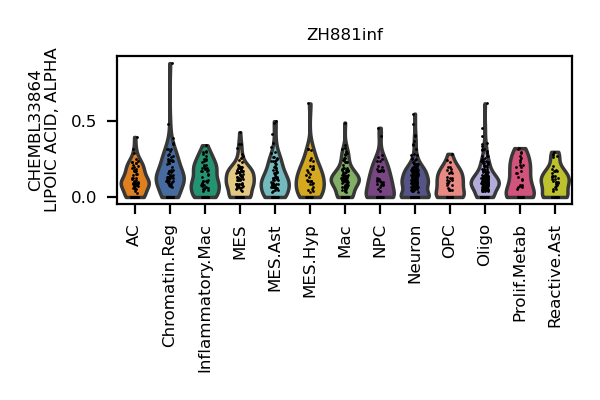 ZH881inf
CHEMBL33864
LIPOIC ACID, ALPHA
0.5
0.0
AC
Chromatin.Reg
Inflammatory.Mac
MES
MES.Ast
MES.Hyp
Mac
NPC
Neuron
OPC
Oligo
Prolif.Metab
Reactive.Ast